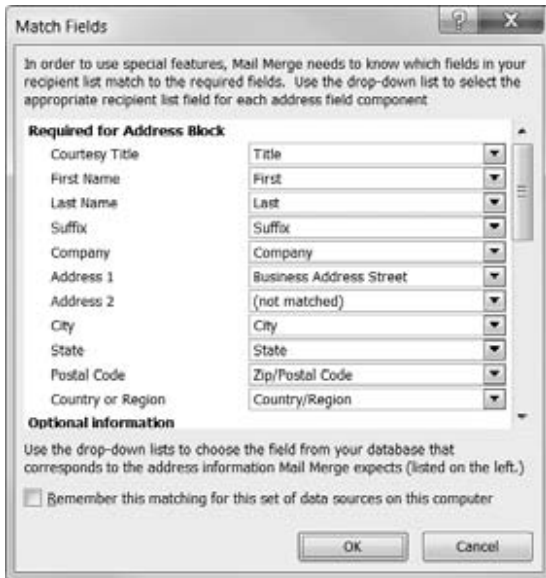 Match Fields
In order to use special features, Mail Merge needs to know which fields in your
recipient list match to the required fields. Use the drop-down list to select the
appropriate recipient list field for each address field component
Required for Address Block
Courtesy Title Title
First Name First
Last Name Last
Suffix Suffix
Company Company
Address 1 Business Address Street
Address 2 (not matched)
City City
State State
Postal Code Zip/Postal Code
Country or Region Country/Region
Optional information
Use the drop-down lists to choose the field from your database that
corresponds to the address information Mail Merge expects (listed on the left.)
Remember this matching for this set of data sources on this computer
OK Cancel